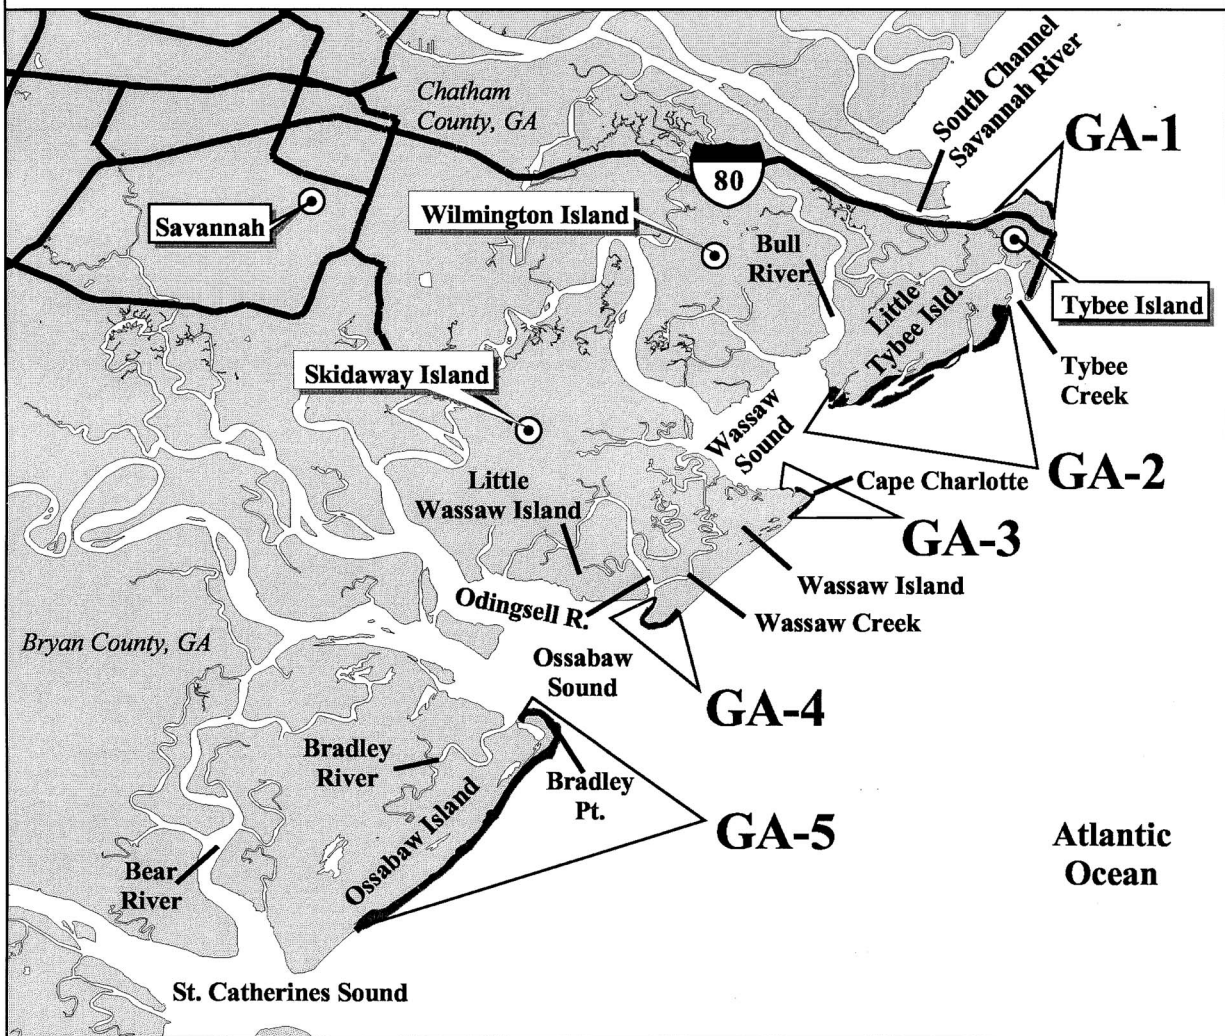 Chatham
County, GA
South Channel
Savannah River
GA-1
80
Savannah
Wilmington Island
Bull
River
Little
Tybee Isld.
Tybee Island
Tybee
Creek
Skidaway Island
Wassaw
Sound
GA-2
Cape Charlotte
Little
Wassaw Island
GA-3
Wassaw Island
Odingsell R.
Wassaw Creek
Bryan County, GA
Ossabaw
Sound
GA-4
Bradley
River
Bradley
Pt.
GA-5
Ossabaw Island
Atlantic
Ocean
Bear
River
St. Catherines Sound